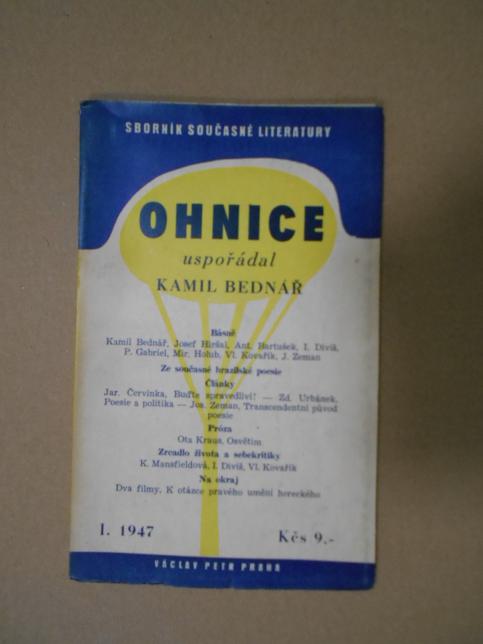 SBORNÍK SOUČASNÉ LITERATURY
OHNICE
uspořádal
KAMIL BEDNÁŘ
Básně
Kamil Bednář, Josef Hiršal, Ant. Bartušek, I. Diviš,
P. Gabriel, Mir. Holub, Vl. Kovařík, J. Zeman
Ze současné brazilské poesie
Články
Jar. Červinka, Buďte spravedliví! — Zd. Urbánek,
Poesie a politika — Jos. Zeman, Transcendentní původ
poesie
Próza
Ota Kraus, Osvětim
Zrcadlo života a sebekritiky
K. Mansfieldová, I. Diviš, Vl. Kovařík
Na okraj
Dva filmy, K otázce pravého umění hereckého
I. 1947 Kčs 9,-
VÁCLAV PETR PRAHA